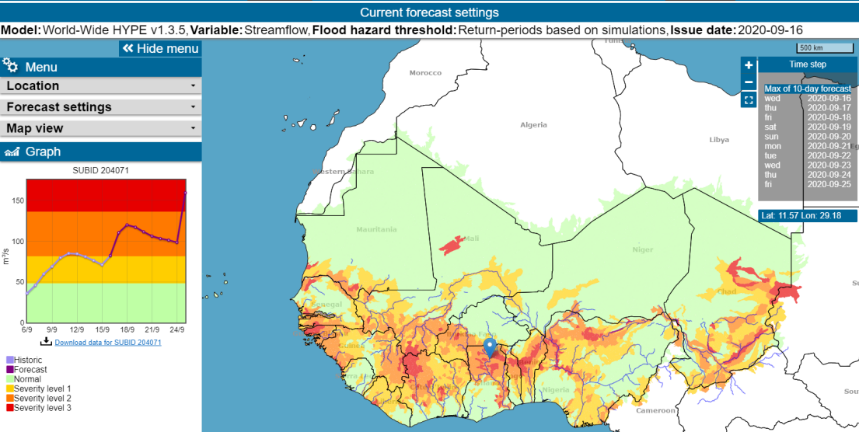 Current forecast settings
Model: World-Wide HYPE v1.3.5, Variable: Streamflow, Flood hazard threshold: Return-periods based on simulations, Issue date: 2020-09-16
« Hide menu
Menu
Location
Forecast settings
Map view
Graph
SUBID 204071
150
100
50
0
m³/s
5/9 9/9 12/9 15/9 18/9 21/9 24/9
Download data for SUBID 204071
Historic
Forecast
Normal
Severity level 1
Severity level 2
Severity level 3
500 km
+
−
Time step
Max of 10-day forecast
wed 2020-09-16
thu 2020-09-17
fri 2020-09-18
sat 2020-09-19
sun 2020-09-20
mon 2020-09-21
tue 2020-09-22
wed 2020-09-23
thu 2020-09-24
fri 2020-09-25
Lat: 11.57 Lon: 29.18
Morocco
Algeria
Libya
Western Sahara
Mauritania
Mali
Niger
Chad
Senegal
Nigeria
Cameroon